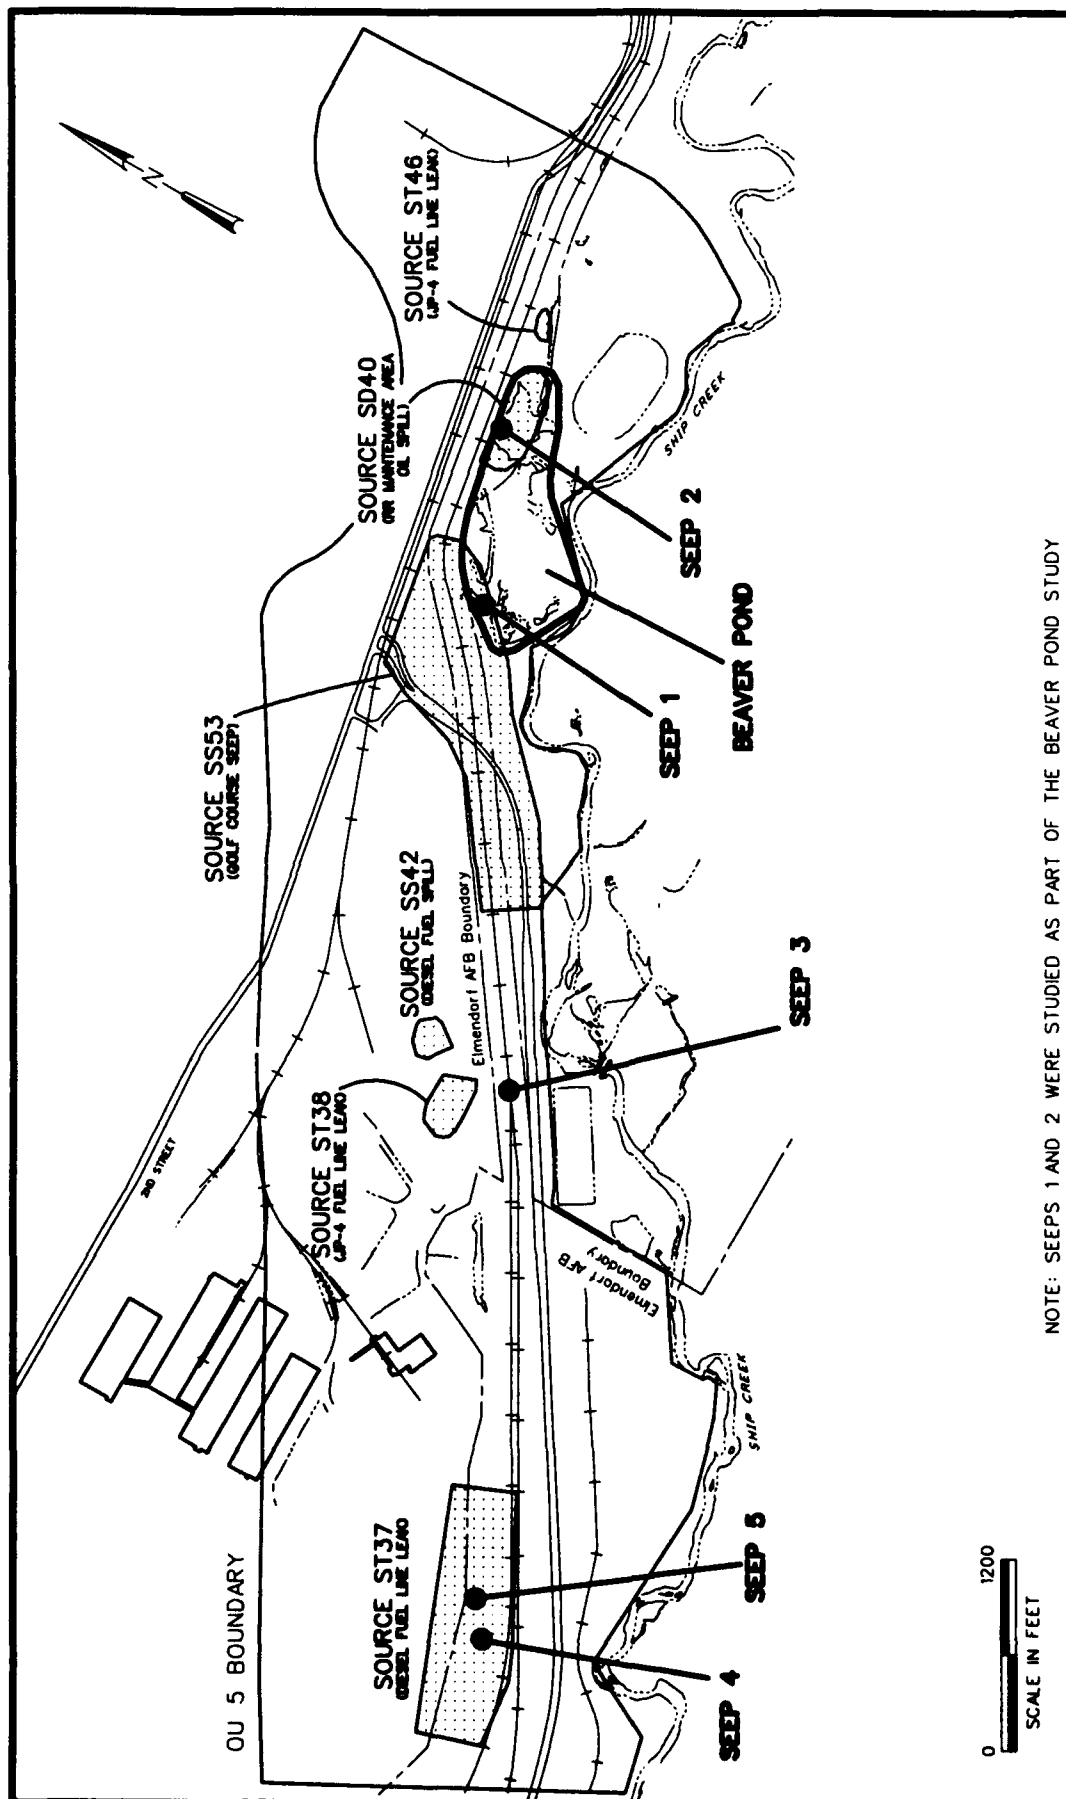 OU 5 BOUNDARY
2ND STREET
SOURCE SS53
(GOLF COURSE SEEP)
SOURCE SD40
(RR MAINTENANCE AREA
OIL SPILL)
SOURCE ST46
(JP-4 FUEL LINE LEAK)
N
SOURCE ST37
(DIESEL FUEL LINE LEAK)
SOURCE ST38
(JP-4 FUEL LINE LEAK)
SOURCE SS42
(DIESEL FUEL SPILL)
Elmendorf AFB Boundary
Elmendorf AFB
Boundary
SEEP 4
SEEP 5
SEEP 3
SEEP 1
BEAVER POND
SEEP 2
SHIP CREEK
SHIP CREEK
0
1200
SCALE IN FEET
NOTE: SEEPS 1 AND 2 WERE STUDIED AS PART OF THE BEAVER POND STUDY